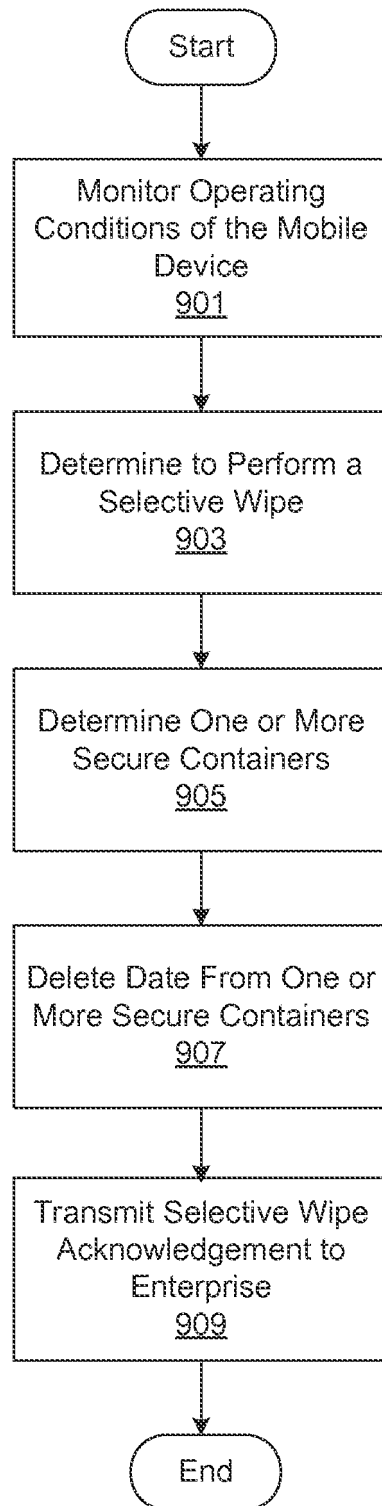 Start
Monitor Operating
Conditions of the Mobile
Device
901
Determine to Perform a
Selective Wipe
903
Determine One or More
Secure Containers
905
Delete Date From One or
More Secure Containers
907
Transmit Selective Wipe
Acknowledgement to
Enterprise
909
End